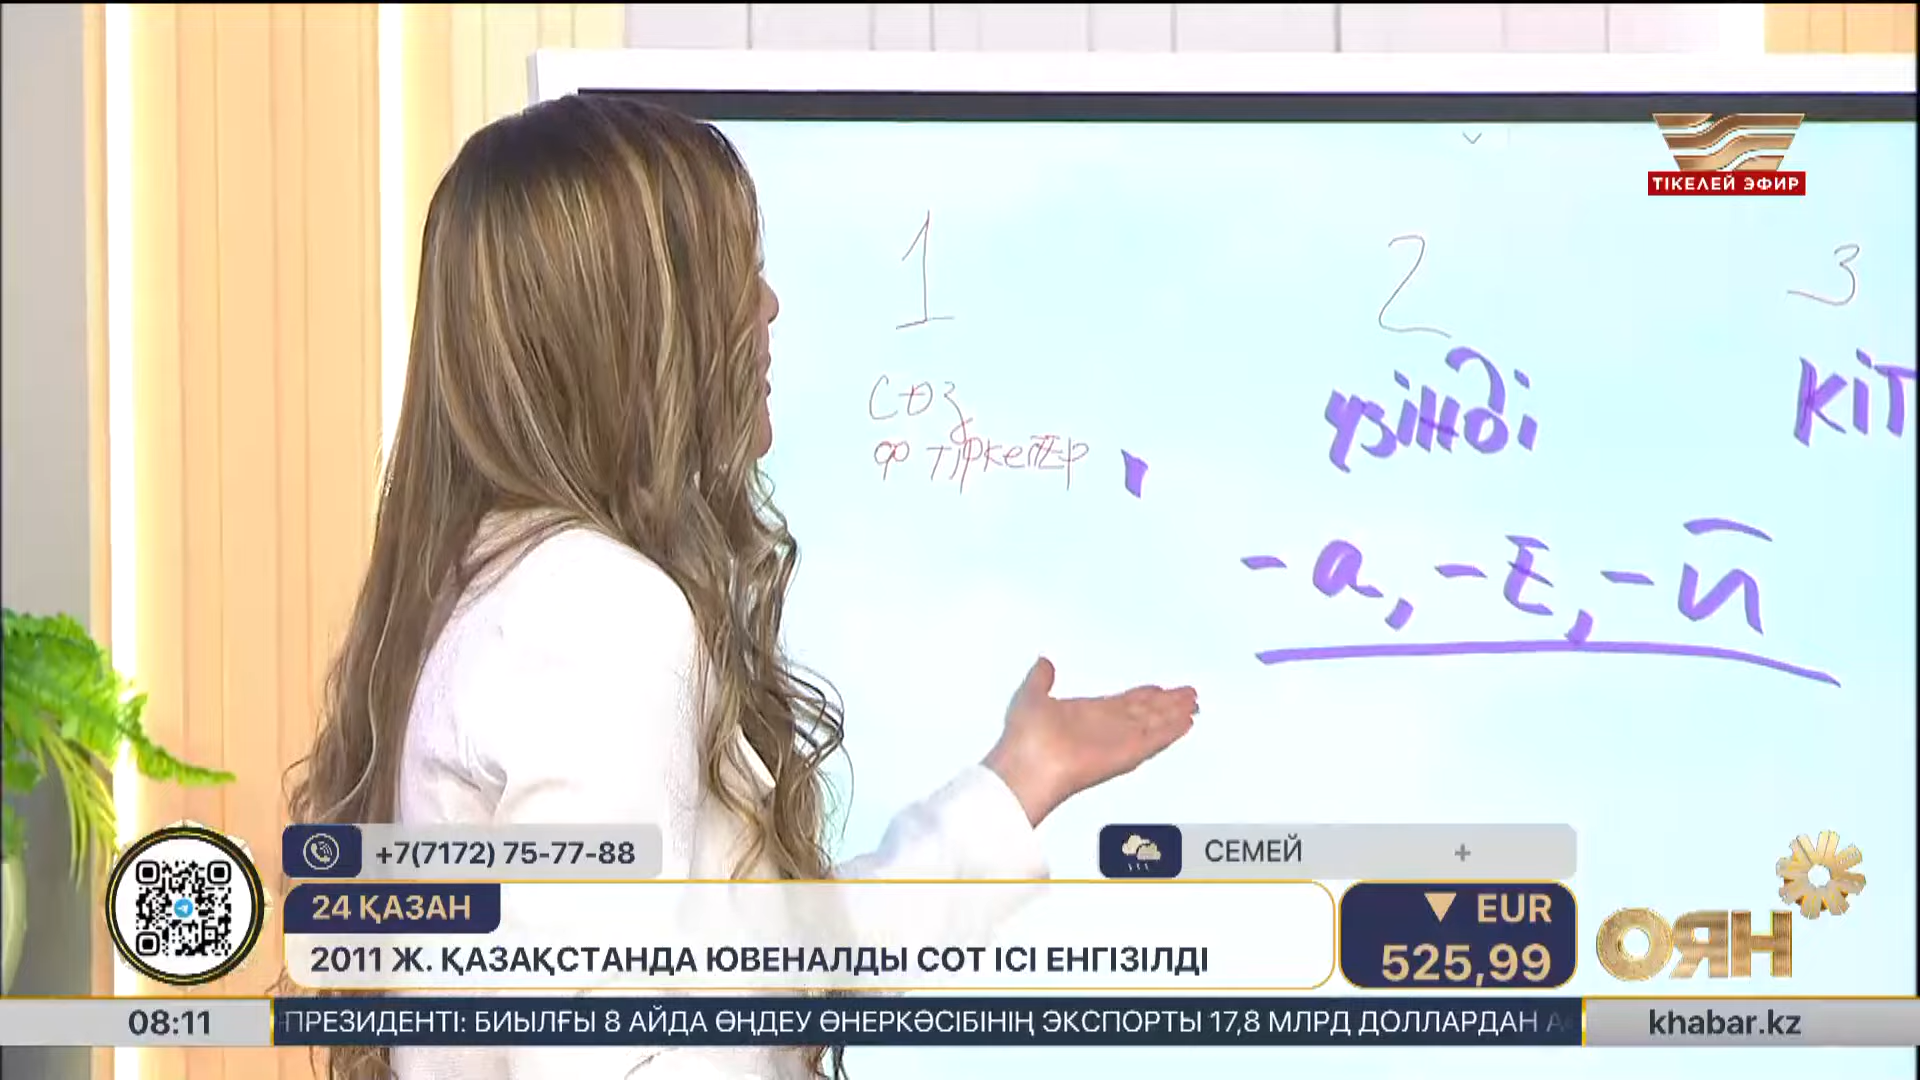 ТІКЕЛЕЙ ЭФИР
1
2
3
сөз
түркелер
үзінді
кіт
-а, -Е, -й
+7(7172) 75-77-88
СЕМЕЙ +
24 ҚАЗАН
2011 Ж. ҚАЗАҚСТАНДА ЮВЕНАЛДЫ СОТ ІСІ ЕНГІЗІЛДІ
▼ EUR
525,99
ОЯН
08:11
ПРЕЗИДЕНТІ: БИЫЛҒЫ 8 АЙДА ӨҢДЕУ ӨНЕРКӘСІБІНІҢ ЭКСПОРТЫ 17,8 МЛРД ДОЛЛАРДАН
khabar.kz